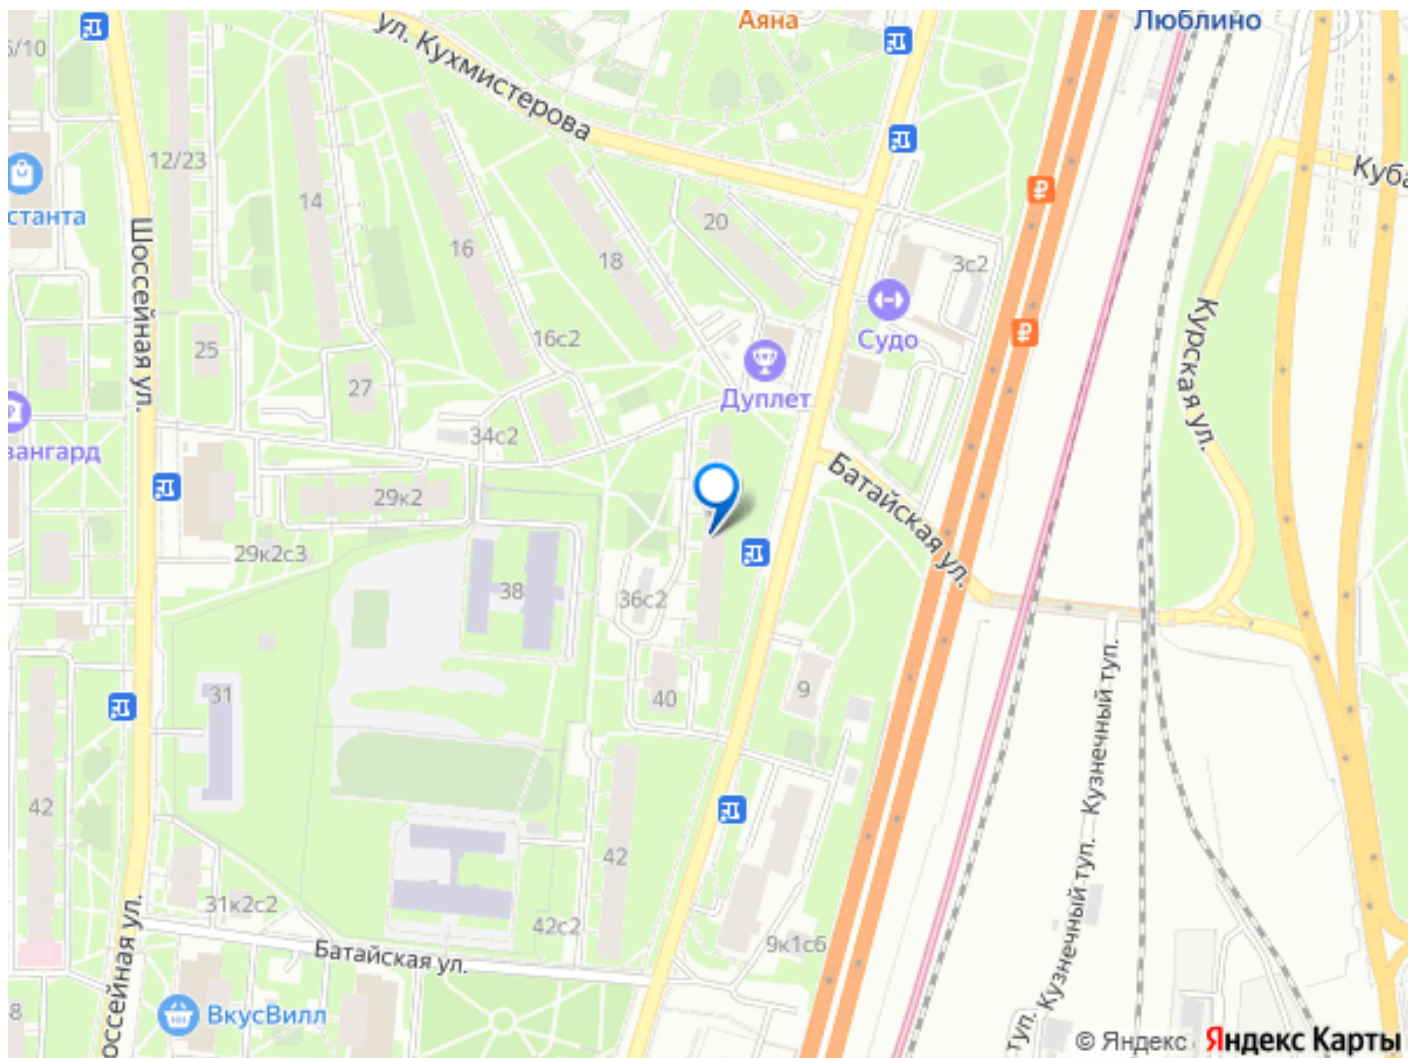 Люблино
Аяна
ул. Кухмистерова
6/10
12/23
14
16
18
20
3с2
Куба
станта
Шоссейная ул.
Судо
Курская ул.
25
16с2
27
Дуплет
вангард
34с2
Батайская ул.
29к2
29к2с3
38
36с2
40
9
31
Кузнечный туп.
42
42
31к2с2
42с2
9к1с6
Батайская ул.
Кузнечный туп.
оссейная ул.
8
ВкусВилл
туп.
© Яндекс Яндекс Карты